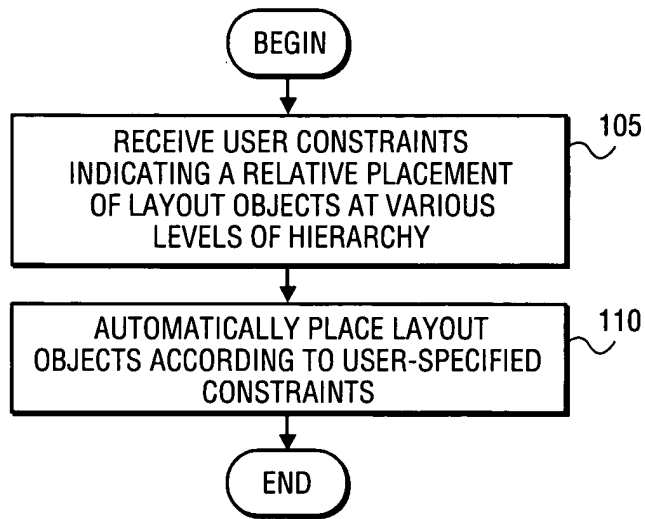 BEGIN
RECEIVE USER CONSTRAINTS
INDICATING A RELATIVE PLACEMENT
OF LAYOUT OBJECTS AT VARIOUS
LEVELS OF HIERARCHY
105
AUTOMATICALLY PLACE LAYOUT
OBJECTS ACCORDING TO USER-SPECIFIED
CONSTRAINTS
110
END